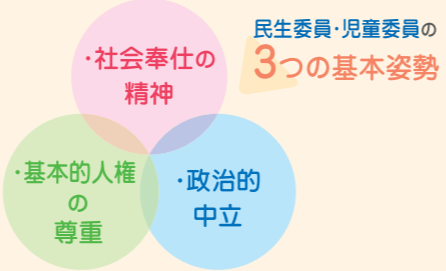 民生委員・児童委員の
3つの基本姿勢
・社会奉仕の
精神
・基本的人権
の
尊重
・政治的
中立